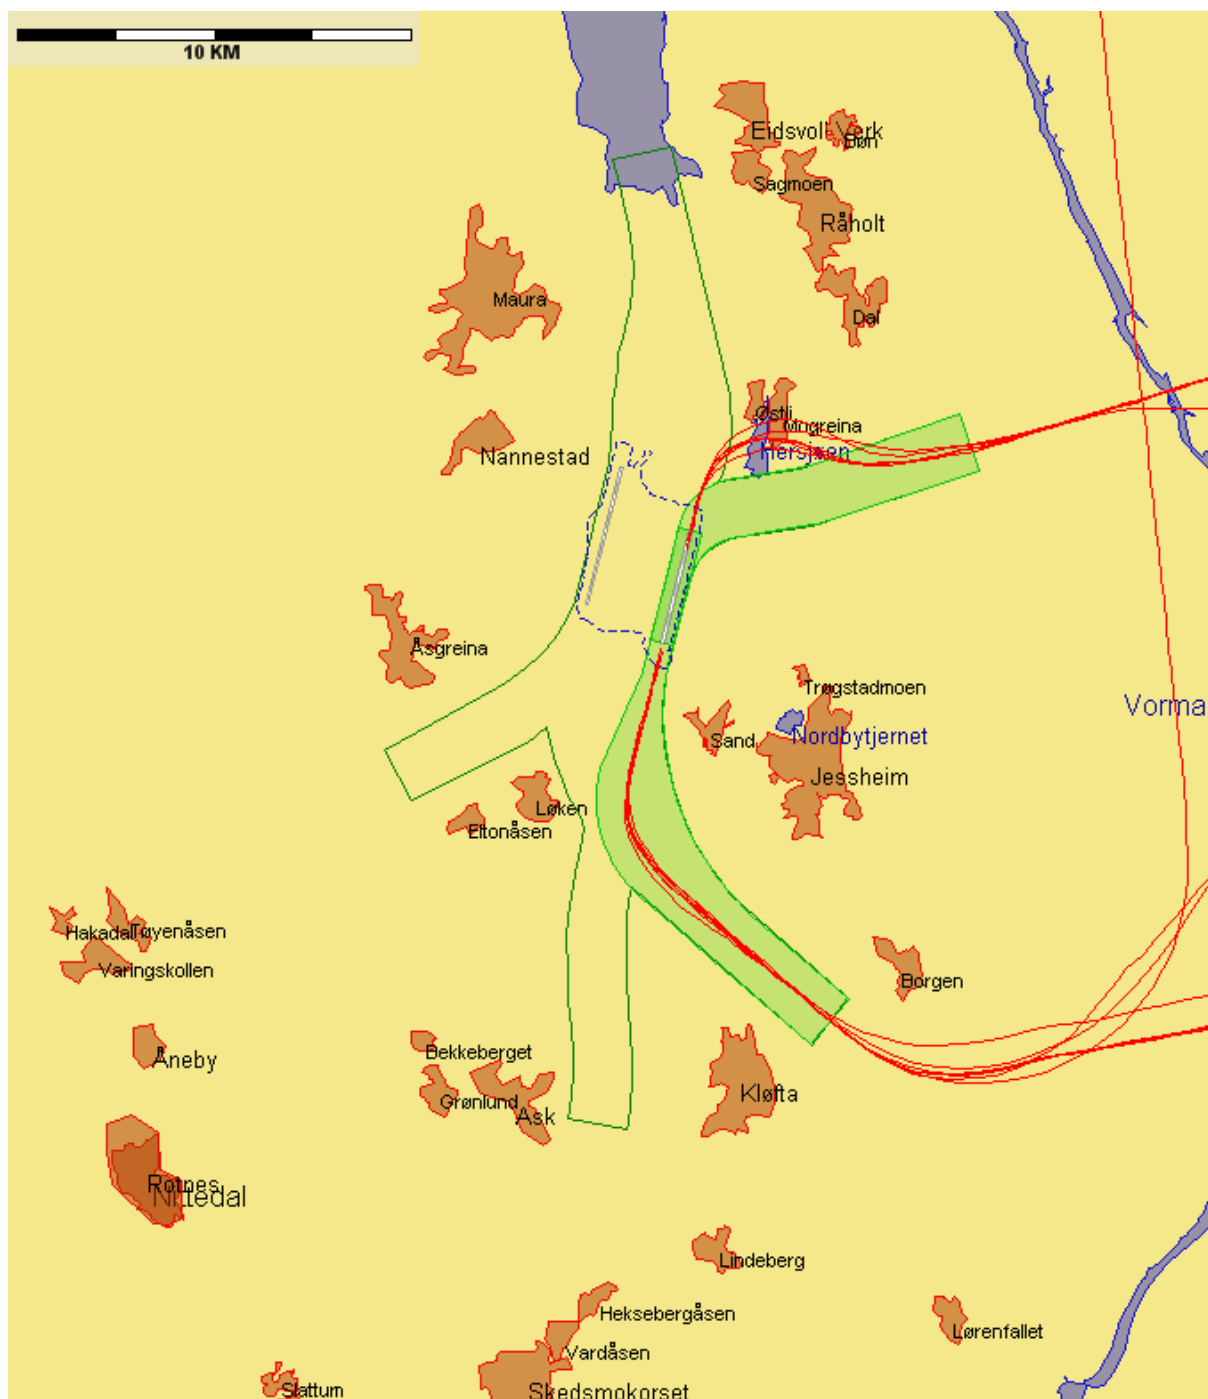 10 KM
Eidsvoll Verk
Bøn
Sagmoen
Råholt
Maura
Dal
Østli
Mogreina
Hersjøen
Nannestad
Åsgreina
Trøgstadmoen
Vorma
Nordbytjernet
Sand
Jessheim
Løken
Eltonåsen
Hakadal
Tøyenåsen
Varingskollen
Borgen
Åneby
Bekkeberget
Kløfta
Grønlund
Ask
Rotnes
Nittedal
Lindeberg
Heksebergåsen
Lørenfallet
Vardåsen
Slattum
Skedsmokorset